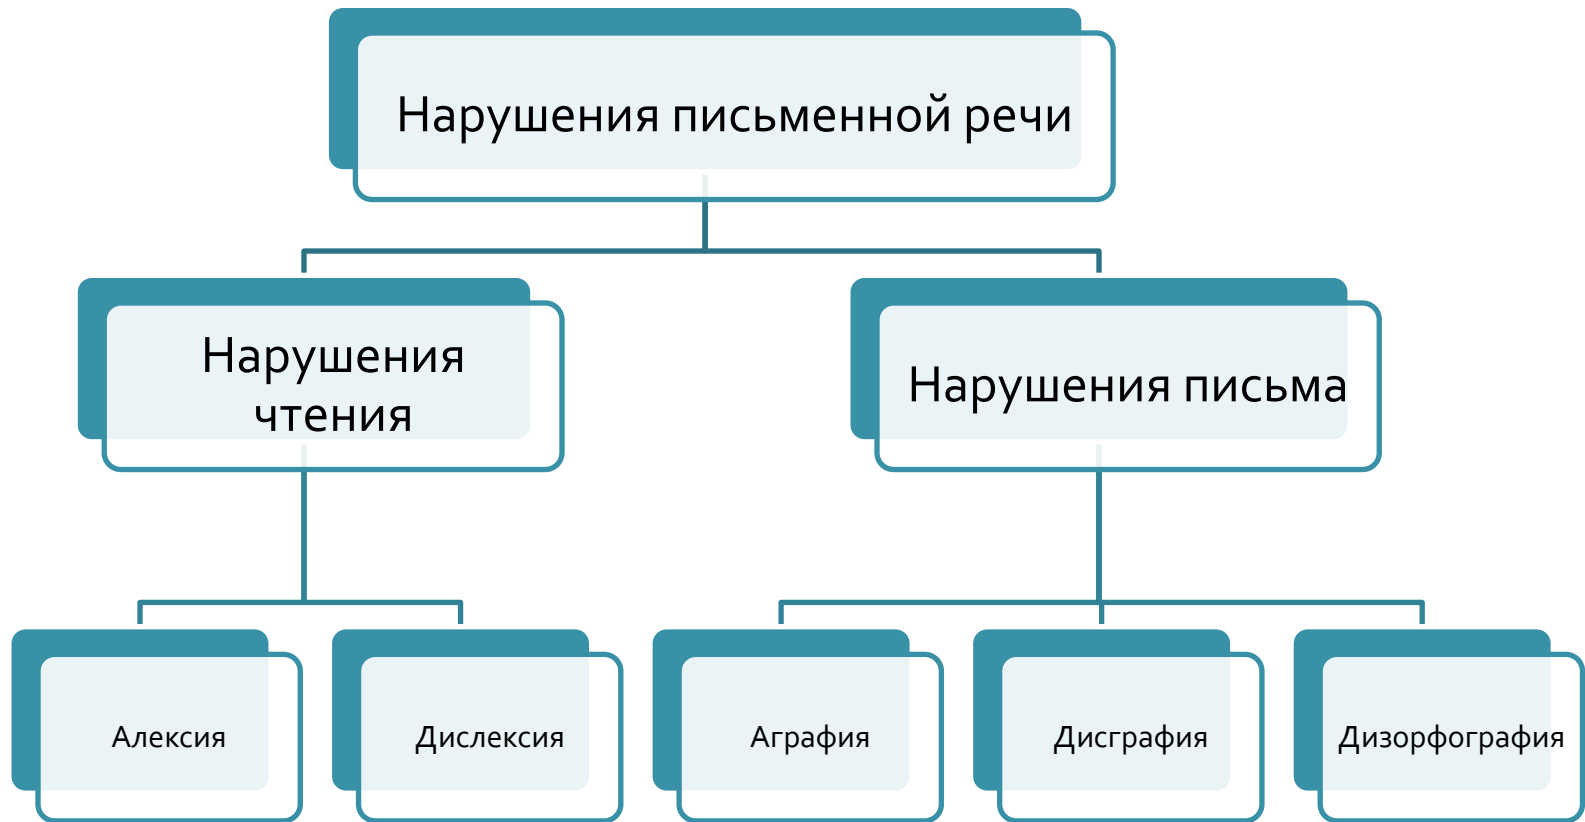 Нарушения письменной речи
Нарушения
чтения
Нарушения письма
Алексия
Дислексия
Аграфия
Дисграфия
Дизорфография